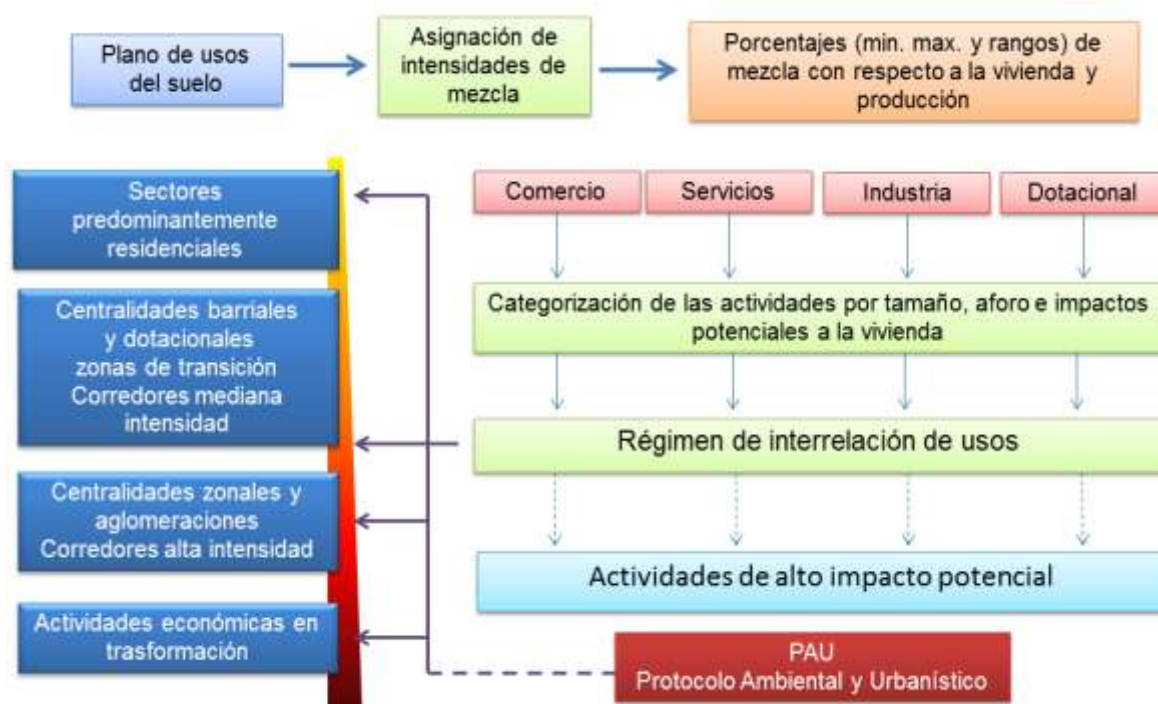 Plano de usos
del suelo
Asignación de
intensidades de
mezcla
Porcentajes (min. max. y rangos) de
mezcla con respecto a la vivienda y
producción
Sectores
predominantemente
residenciales
Centralidades barriales
y dotacionales
zonas de transición
Corredores mediana
intensidad
Centralidades zonales y
aglomeraciones
Corredores alta intensidad
Actividades económicas en
trasformación
Comercio
Servicios
Industria
Dotacional
Categorización de las actividades por tamaño, aforo e impactos
potenciales a la vivienda
Régimen de interrelación de usos
Actividades de alto impacto potencial
PAU
Protocolo Ambiental y Urbanístico